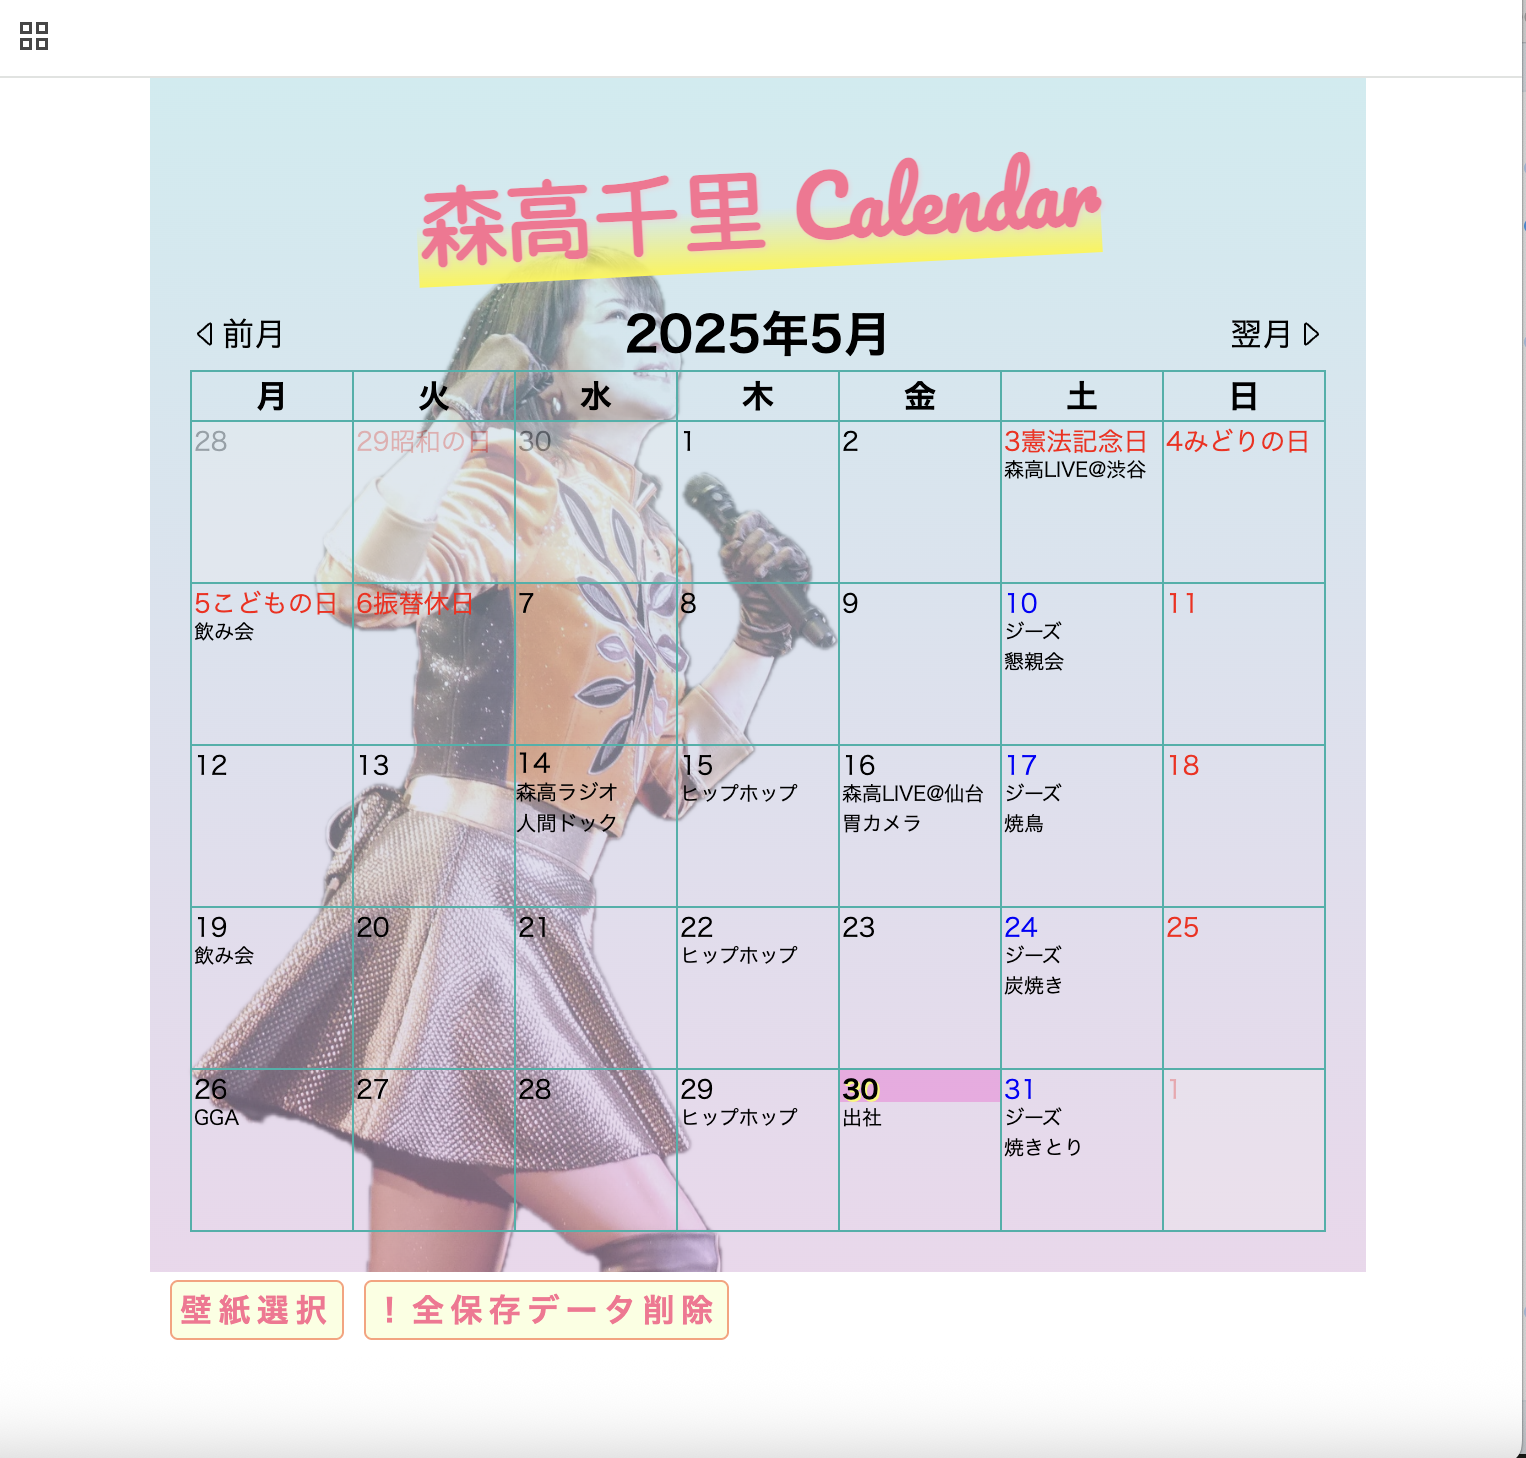 森高千里 Calendar
前月
2025年5月
翌月
月 火 水 木 金 土 日
28 29昭和の日 30 1 2 3憲法記念日 4みどりの日
森高LIVE@渋谷
5こどもの日 6振替休日 7 8 9 10 11
飲み会 ジーズ
懇親会
12 13 14 15 16 17 18
森高ラジオ ヒップホップ 森高LIVE@仙台 ジーズ
人間ドック 胃カメラ 焼鳥
19 20 21 22 23 24 25
飲み会 ヒップホップ ジーズ
炭焼き
26 27 28 29 30 31 1
GGA ヒップホップ 出社 ジーズ
焼きとり
壁紙選択 ！全保存データ削除